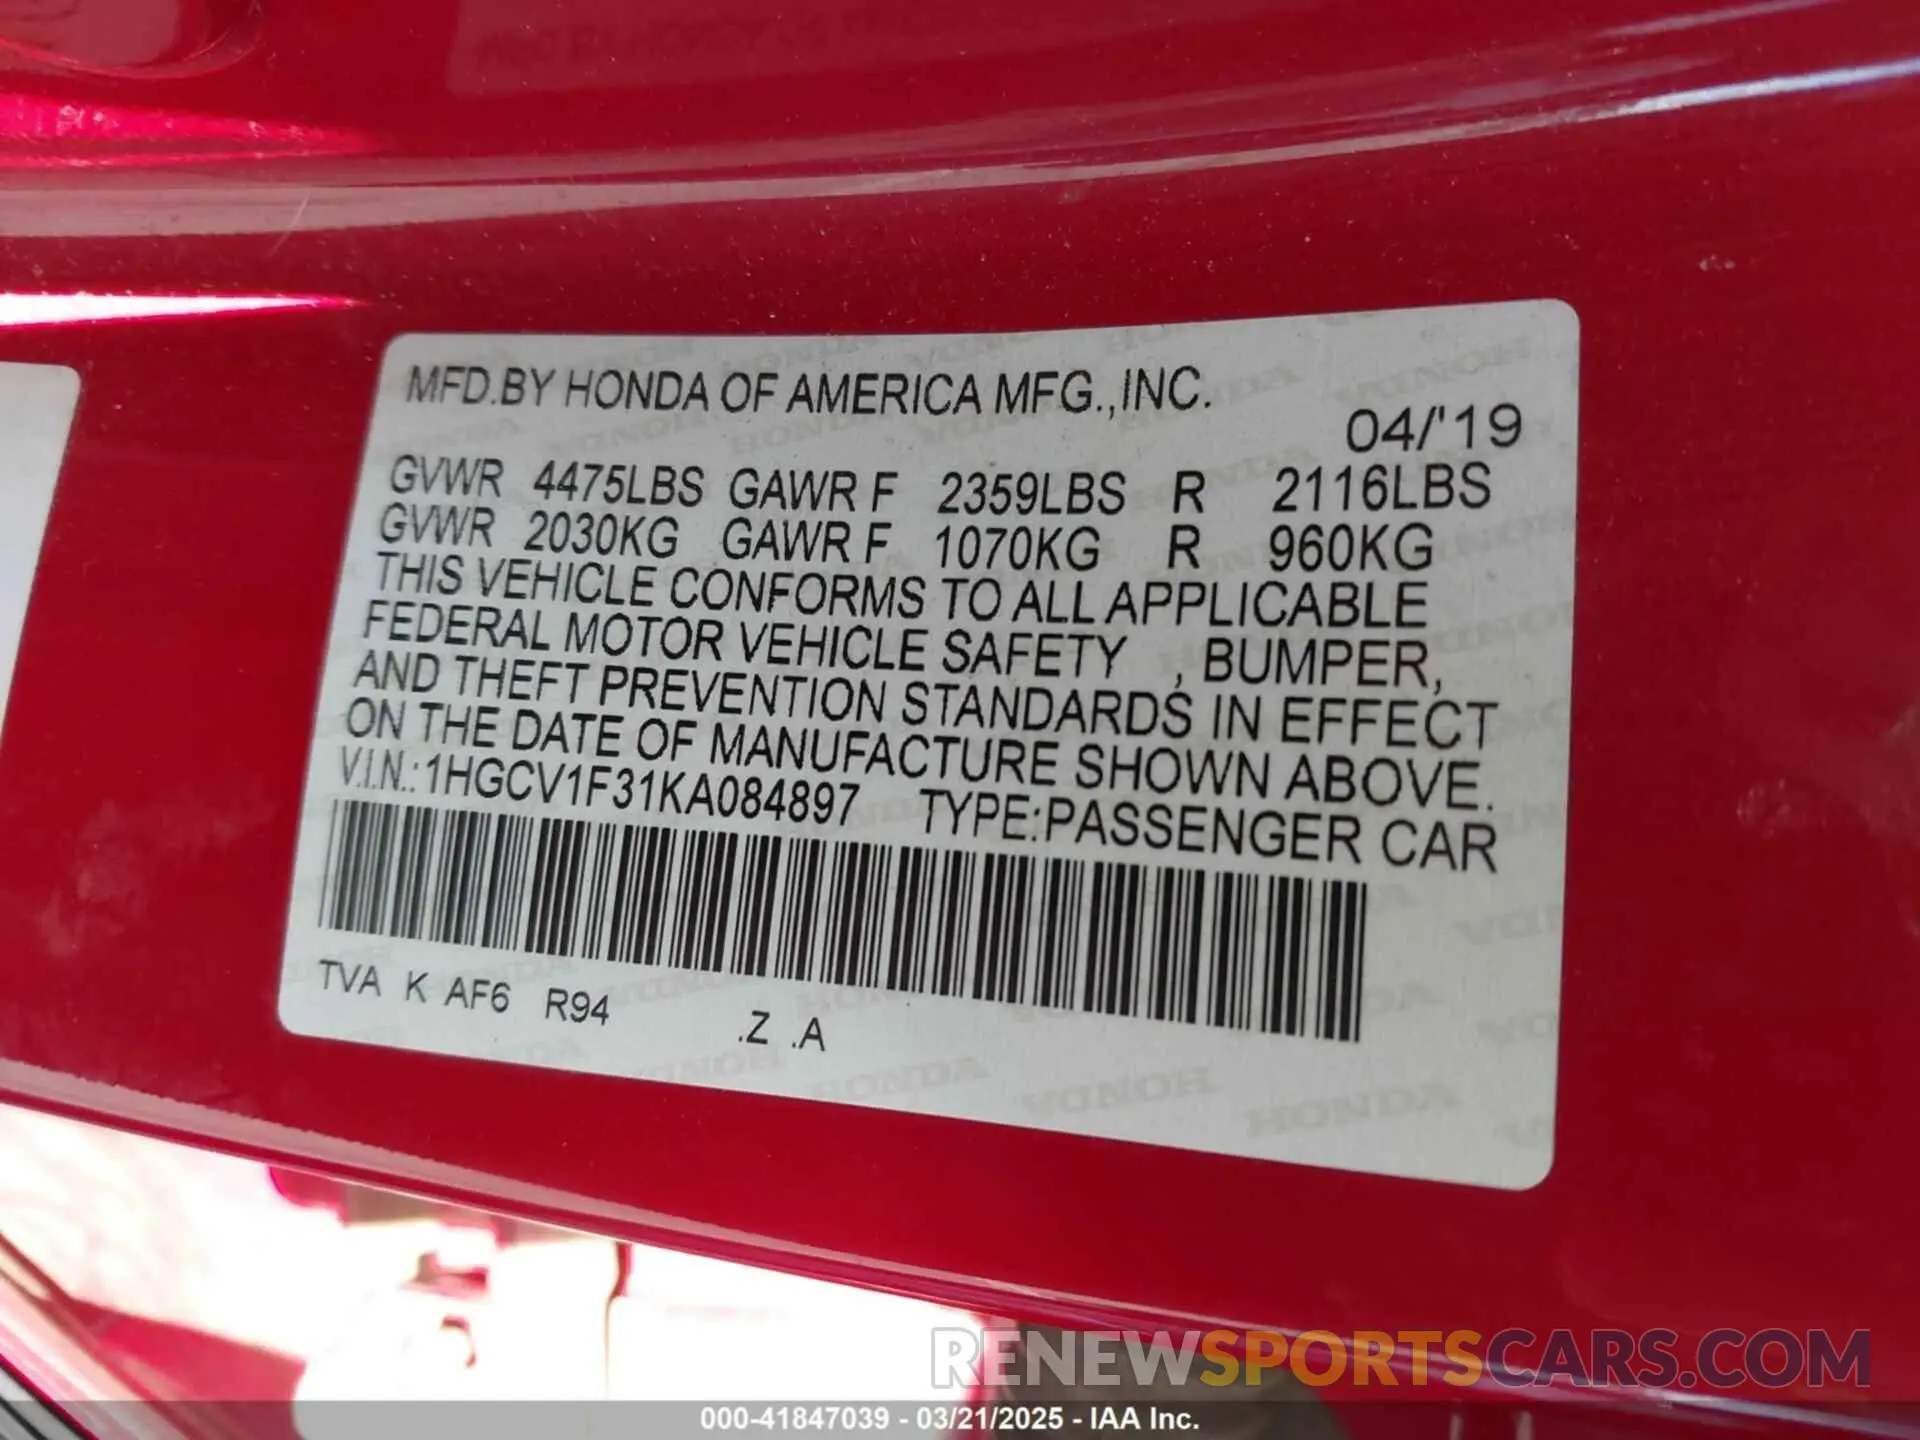 MFD.BY HONDA OF AMERICA MFG.,INC.
04/'19
GVWR 4475LBS GAWR F 2359LBS R 2116LBS
GVWR 2030KG GAWR F 1070KG R 960KG
THIS VEHICLE CONFORMS TO ALL APPLICABLE
FEDERAL MOTOR VEHICLE SAFETY , BUMPER,
AND THEFT PREVENTION STANDARDS IN EFFECT
ON THE DATE OF MANUFACTURE SHOWN ABOVE.
V.I.N.:1HGCV1F31KA084897 TYPE:PASSENGER CAR
TVA K AF6 R94 .Z .A
RENEWSPORTSCARS.COM
000-41847039 - 03/21/2025 - IAA Inc.